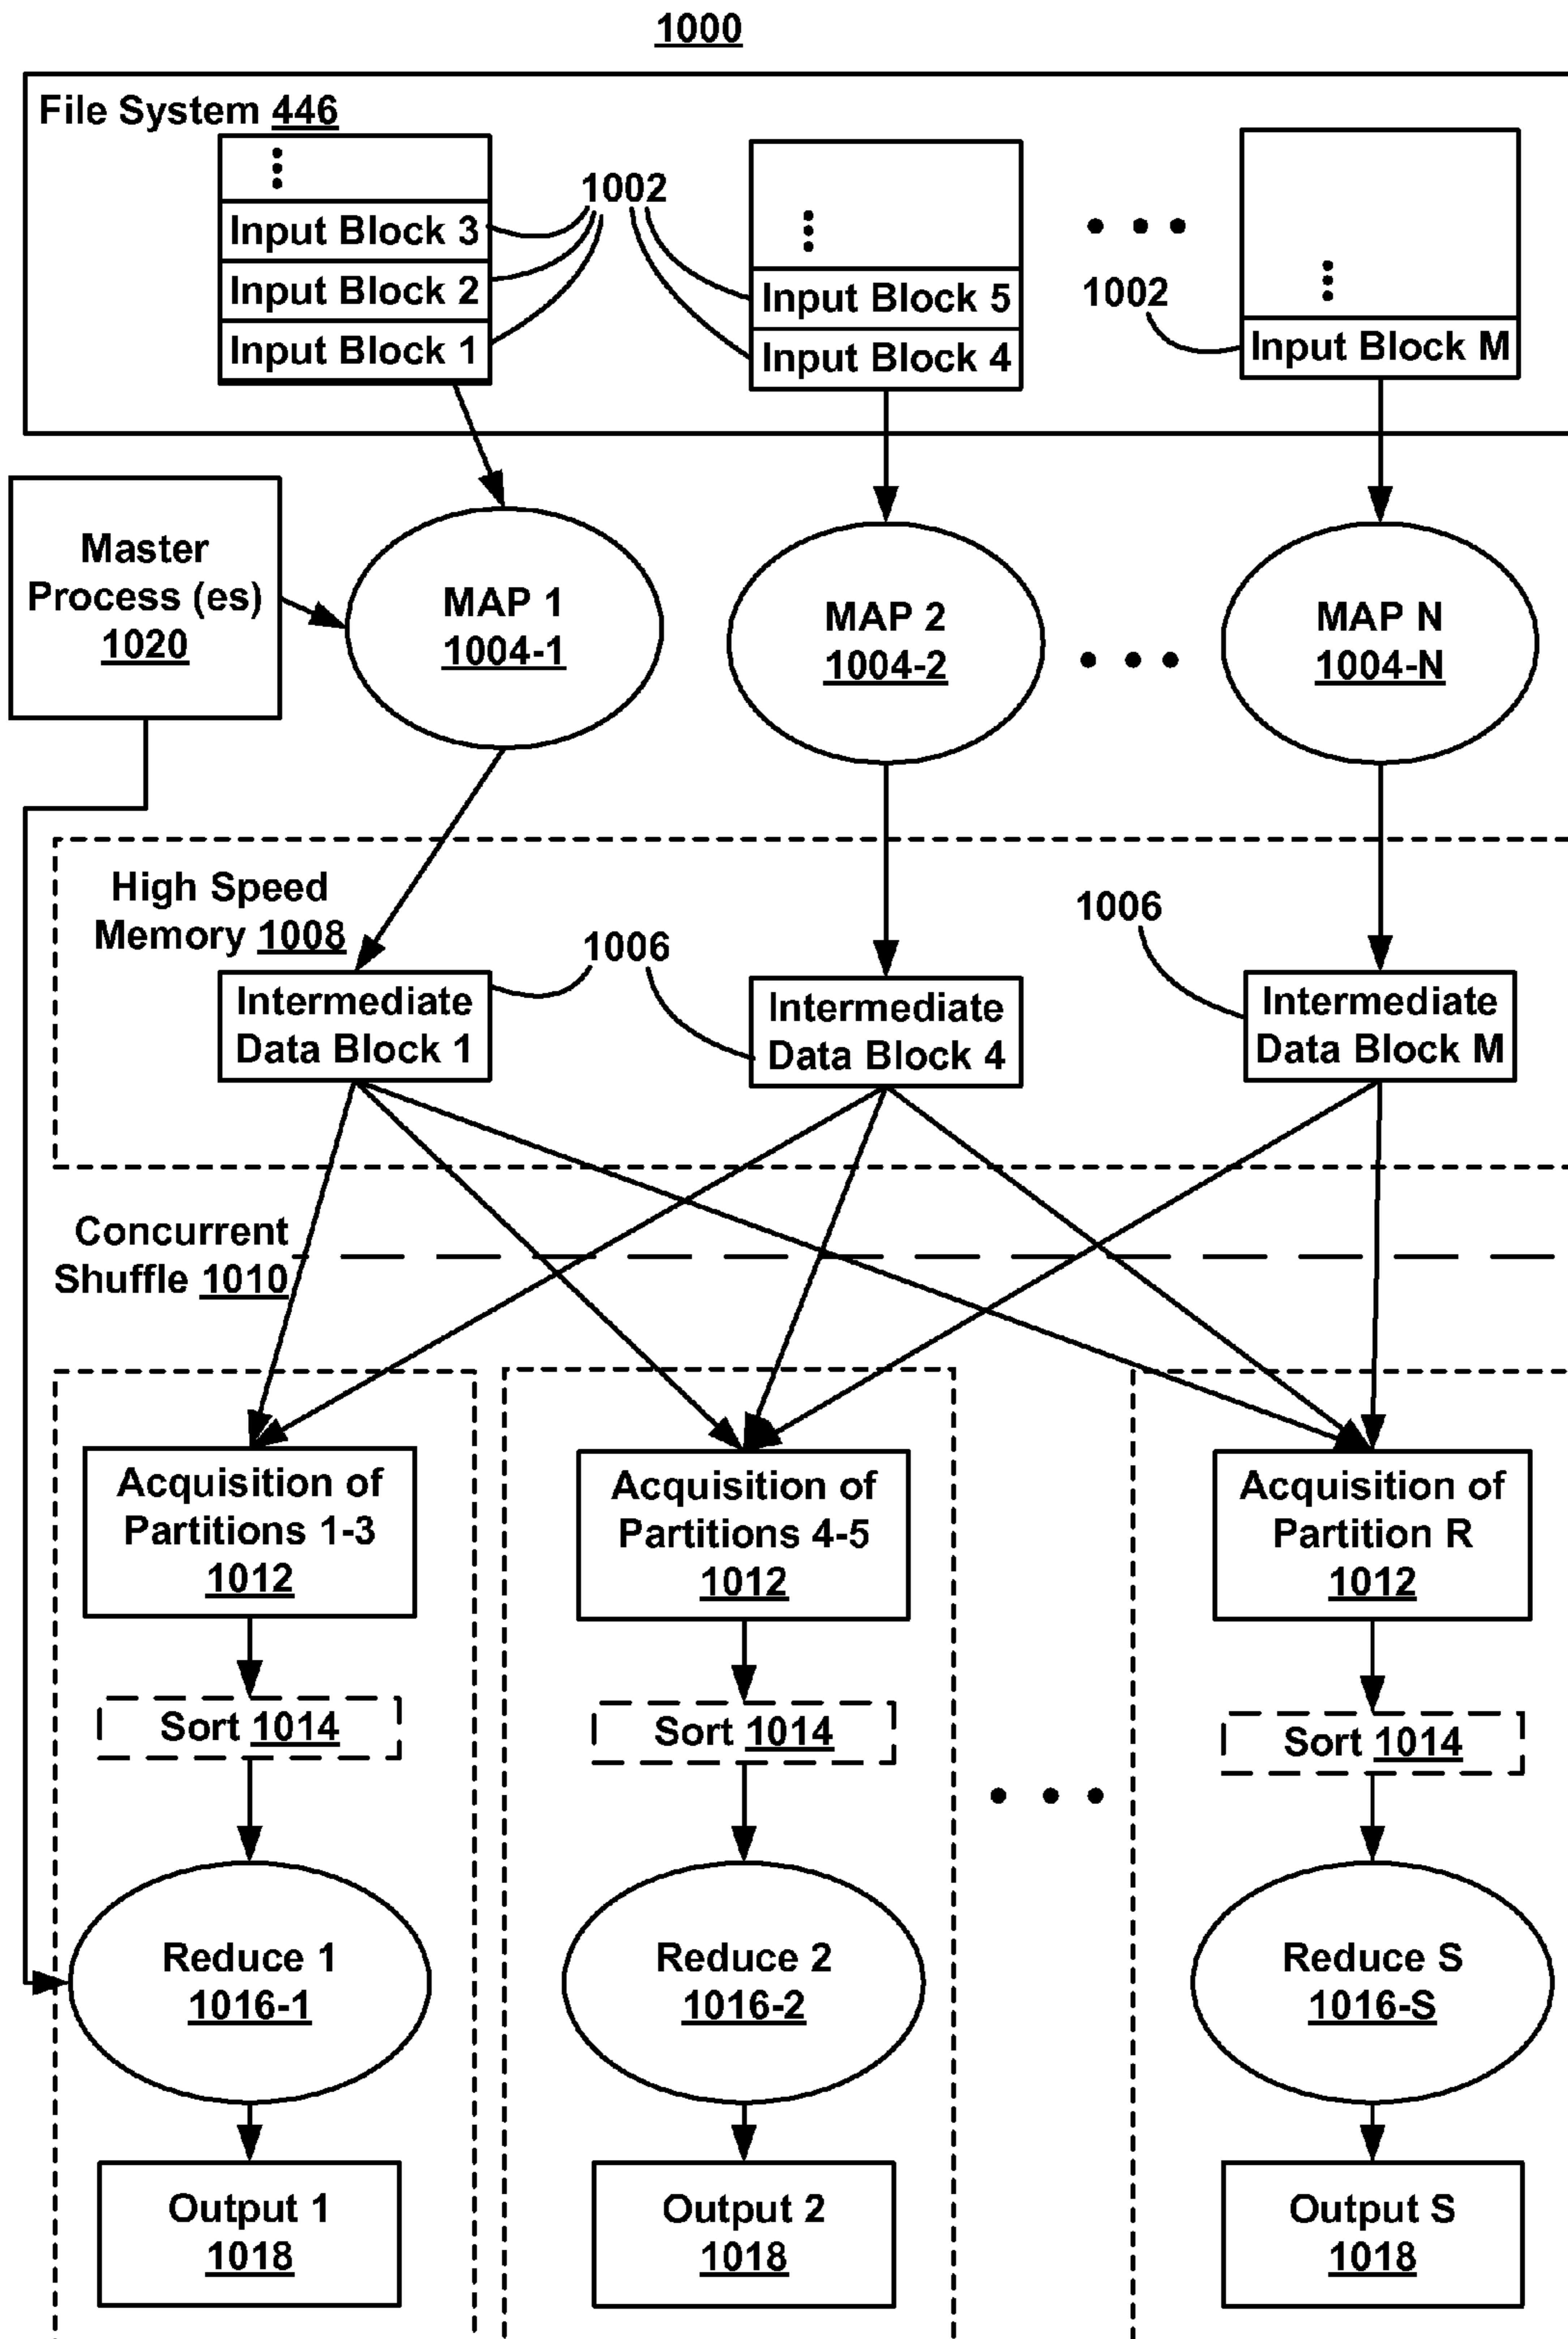 1000
File System 446
1002
Input Block 3
Input Block 2
Input Block 1
Input Block 5
Input Block 4
1002
Input Block M
Master
Process (es)
1020
MAP 1
1004-1
MAP 2
1004-2
MAP N
1004-N
High Speed
Memory 1008
1006
1006
Intermediate
Data Block 1
Intermediate
Data Block 4
Intermediate
Data Block M
Concurrent
Shuffle 1010
Acquisition of
Partitions 1-3
1012
Acquisition of
Partitions 4-5
1012
Acquisition of
Partition R
1012
Sort 1014
Sort 1014
Sort 1014
Reduce 1
1016-1
Reduce 2
1016-2
Reduce S
1016-S
Output 1
1018
Output 2
1018
Output S
1018